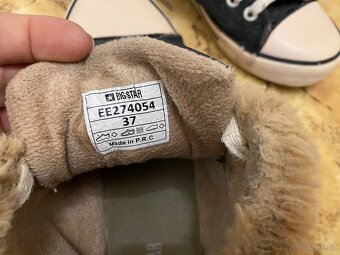 BIG STAR
EE274054
37
Made in P.R.C